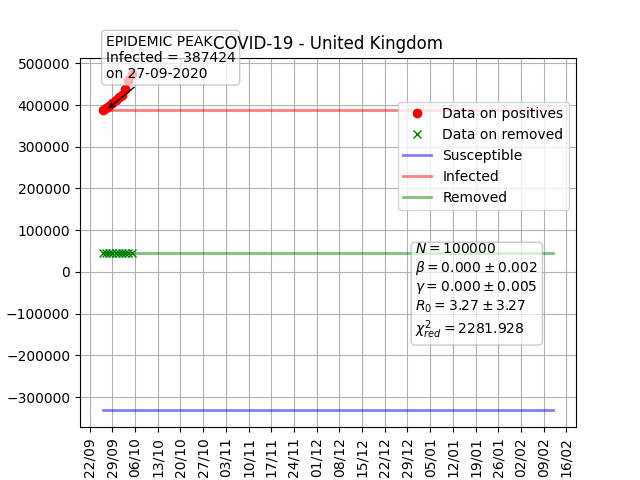 COVID-19 - United Kingdom
EPIDEMIC PEAK
Infected = 387424
on 27-09-2020
500000
400000
300000
200000
100000
0
−100000
−200000
−300000
Data on positives
Data on removed
Susceptible
Infected
Removed
N = 100000
β = 0.000 ± 0.002
γ = 0.000 ± 0.005
R₀ = 3.27 ± 3.27
χ²red = 2281.928
22/09
29/09
06/10
13/10
20/10
27/10
03/11
10/11
17/11
24/11
01/12
08/12
15/12
22/12
29/12
05/01
12/01
19/01
26/01
02/02
09/02
16/02